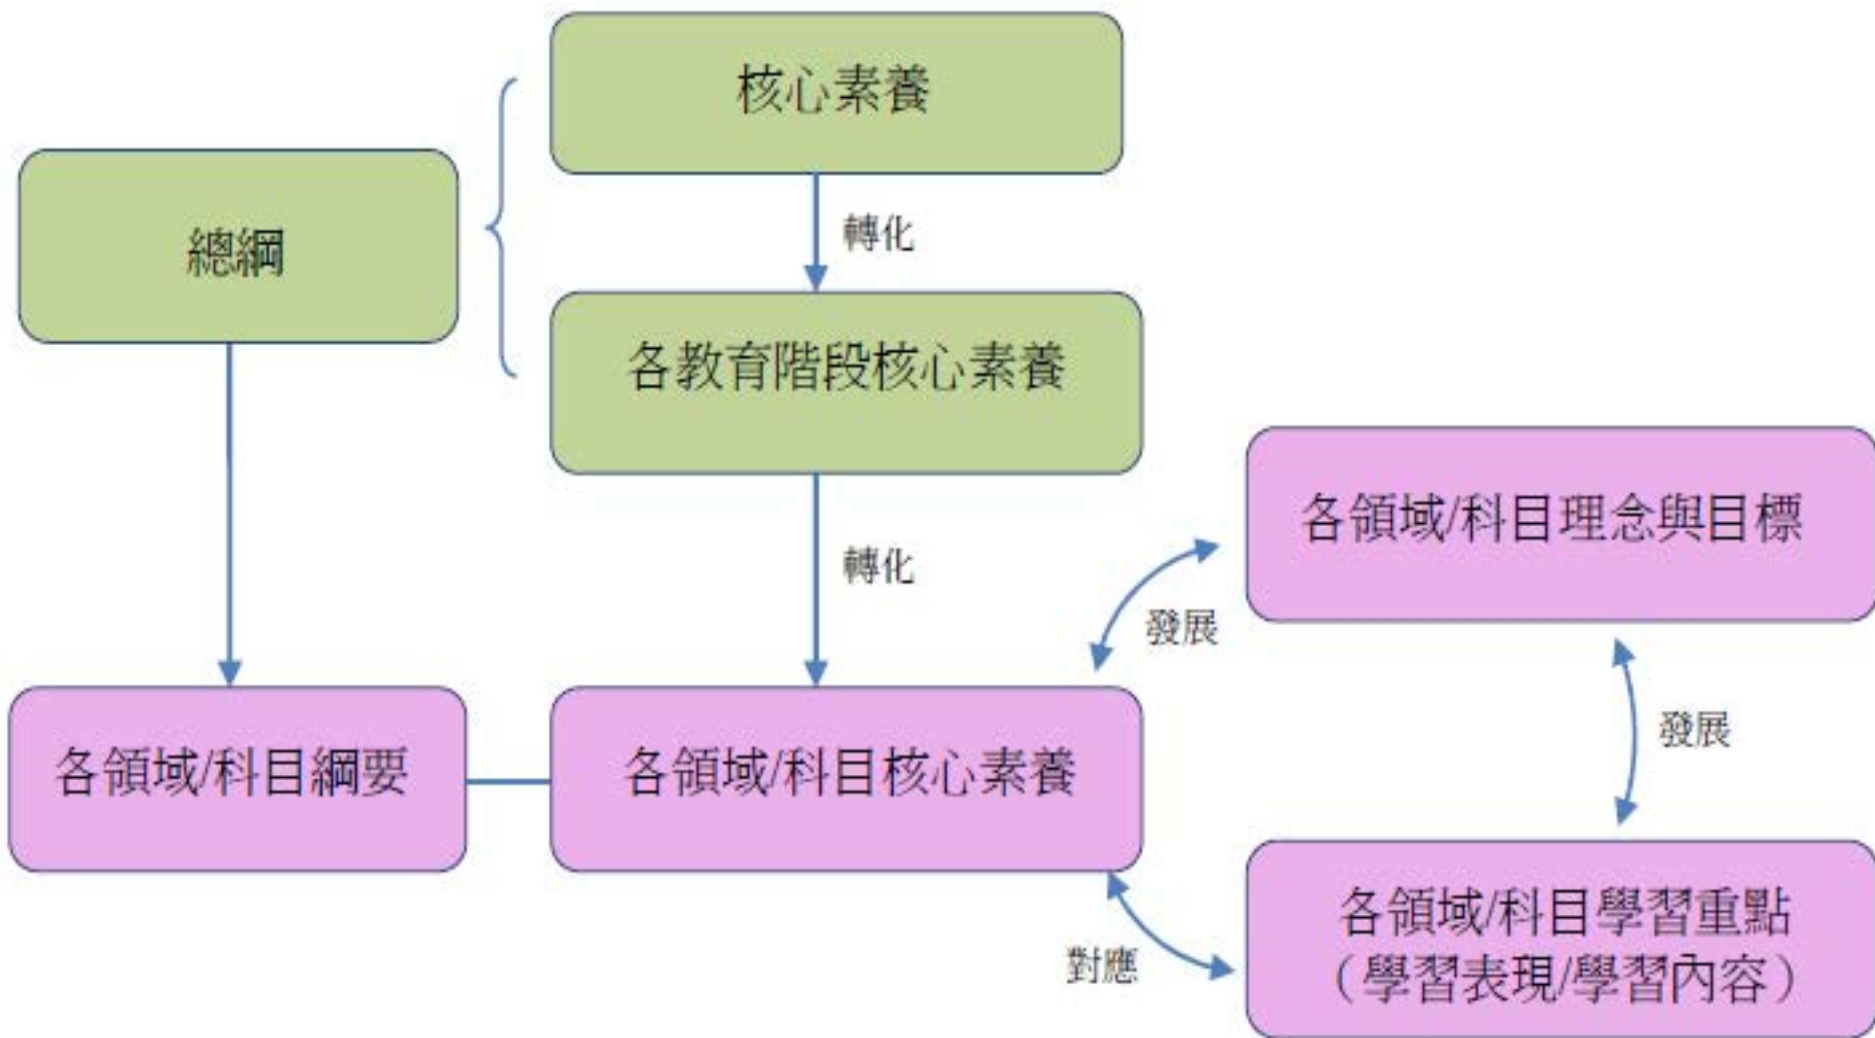 核心素養
總綱
轉化
各教育階段核心素養
轉化
各領域/科目理念與目標
發展
發展
各領域/科目綱要
各領域/科目核心素養
對應
各領域/科目學習重點
（學習表現/學習內容）